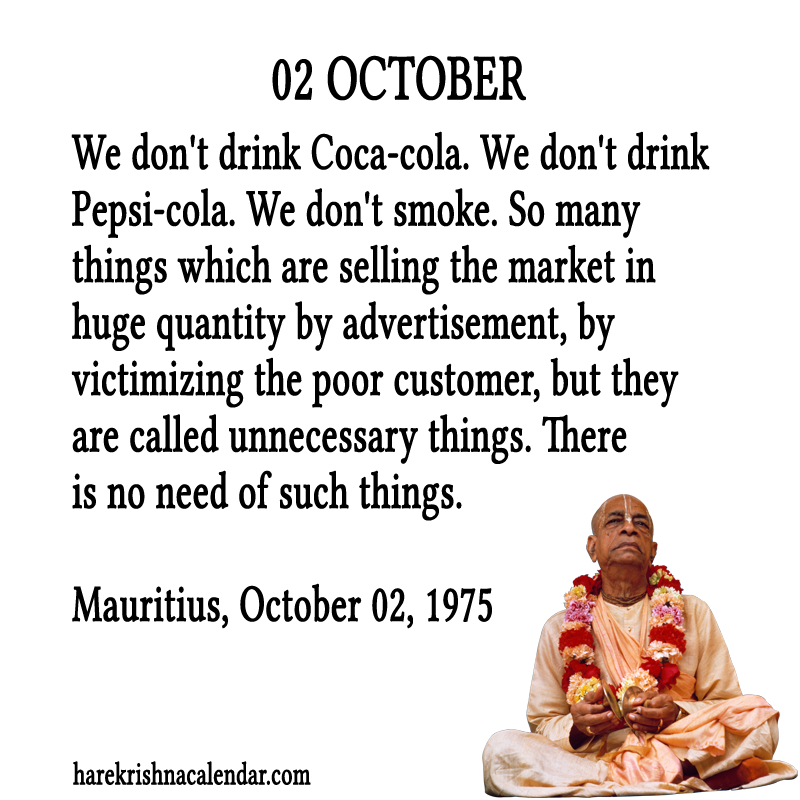 02 OCTOBER
We don't drink Coca-cola. We don't drink
Pepsi-cola. We don't smoke. So many
things which are selling the market in
huge quantity by advertisement, by
victimizing the poor customer, but they
are called unnecessary things. There
is no need of such things.
Mauritius, October 02, 1975
harekrishnacalendar.com